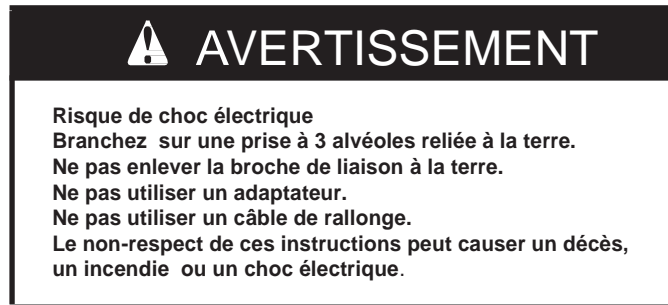 AVERTISSEMENT
Risque de choc électrique
Branchez sur une prise à 3 alvéoles reliée à la terre.
Ne pas enlever la broche de liaison à la terre.
Ne pas utiliser un adaptateur.
Ne pas utiliser un câble de rallonge.
Le non-respect de ces instructions peut causer un décès,
un incendie ou un choc électrique.